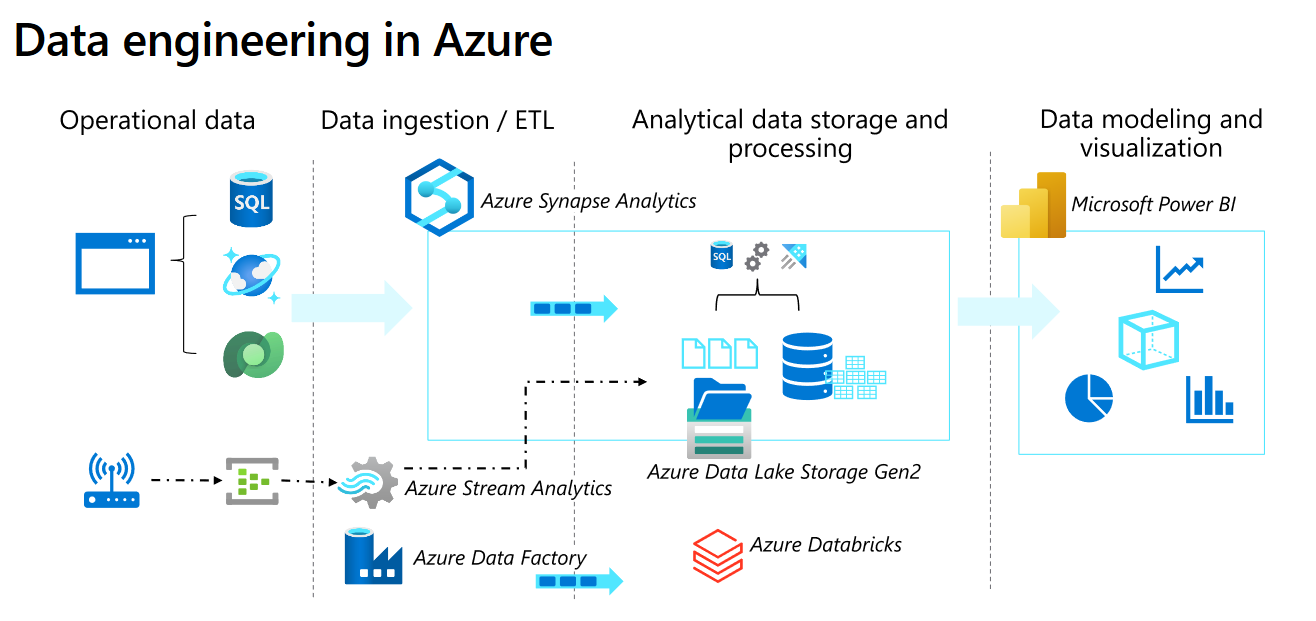 Data engineering in Azure
Operational data
Data ingestion / ETL
Analytical data storage and
processing
Data modeling and
visualization
SQL
Azure Synapse Analytics
Microsoft Power BI
SQL
Azure Stream Analytics
Azure Data Lake Storage Gen2
Azure Data Factory
Azure Databricks